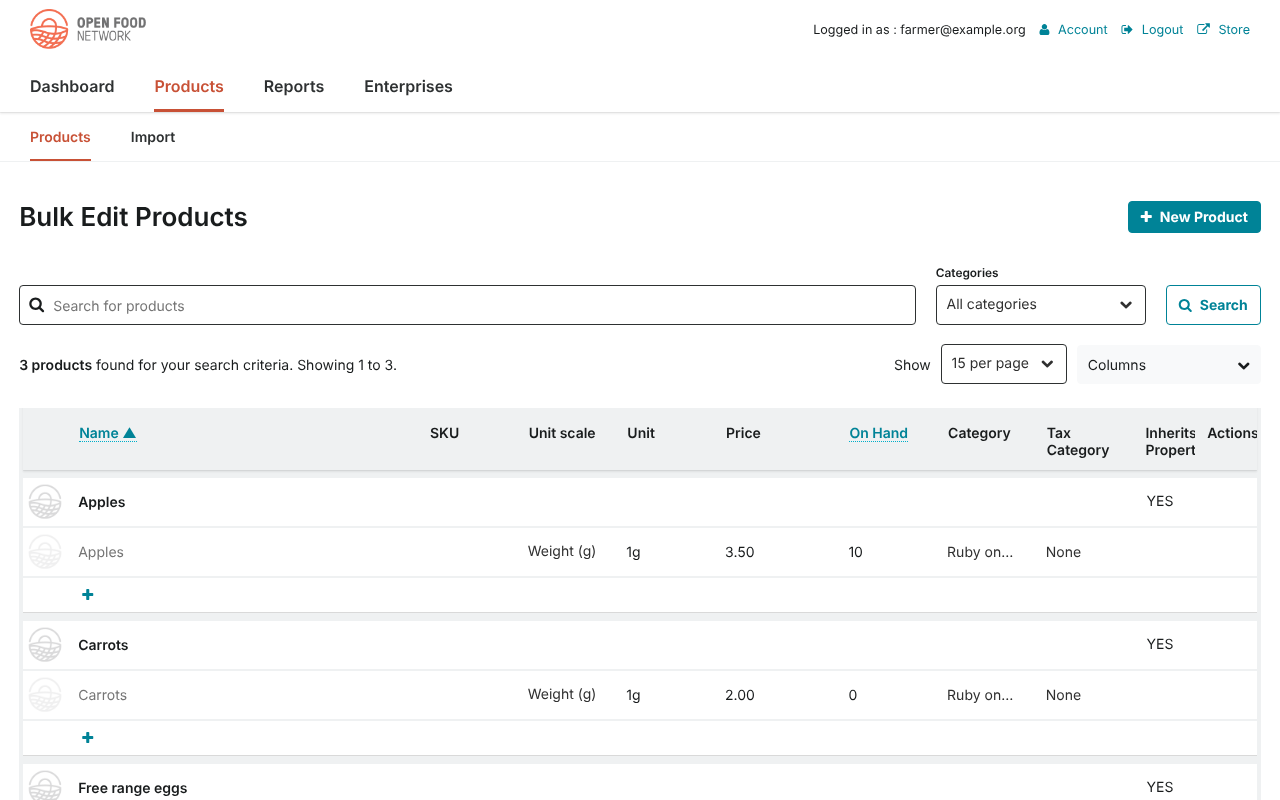 OPEN FOOD
NETWORK
Logged in as : farmer@example.org Account Logout Store
Dashboard Products Reports Enterprises
Products Import
Bulk Edit Products
New Product
Categories
Search for products
All categories
Search
3 products found for your search criteria. Showing 1 to 3.
Show 15 per page Columns
Name SKU Unit scale Unit Price On Hand Category Tax Category Inherits Propert Actions
Apples YES
Apples Weight (g) 1g 3.50 10 Ruby on... None
Carrots YES
Carrots Weight (g) 1g 2.00 0 Ruby on... None
Free range eggs YES